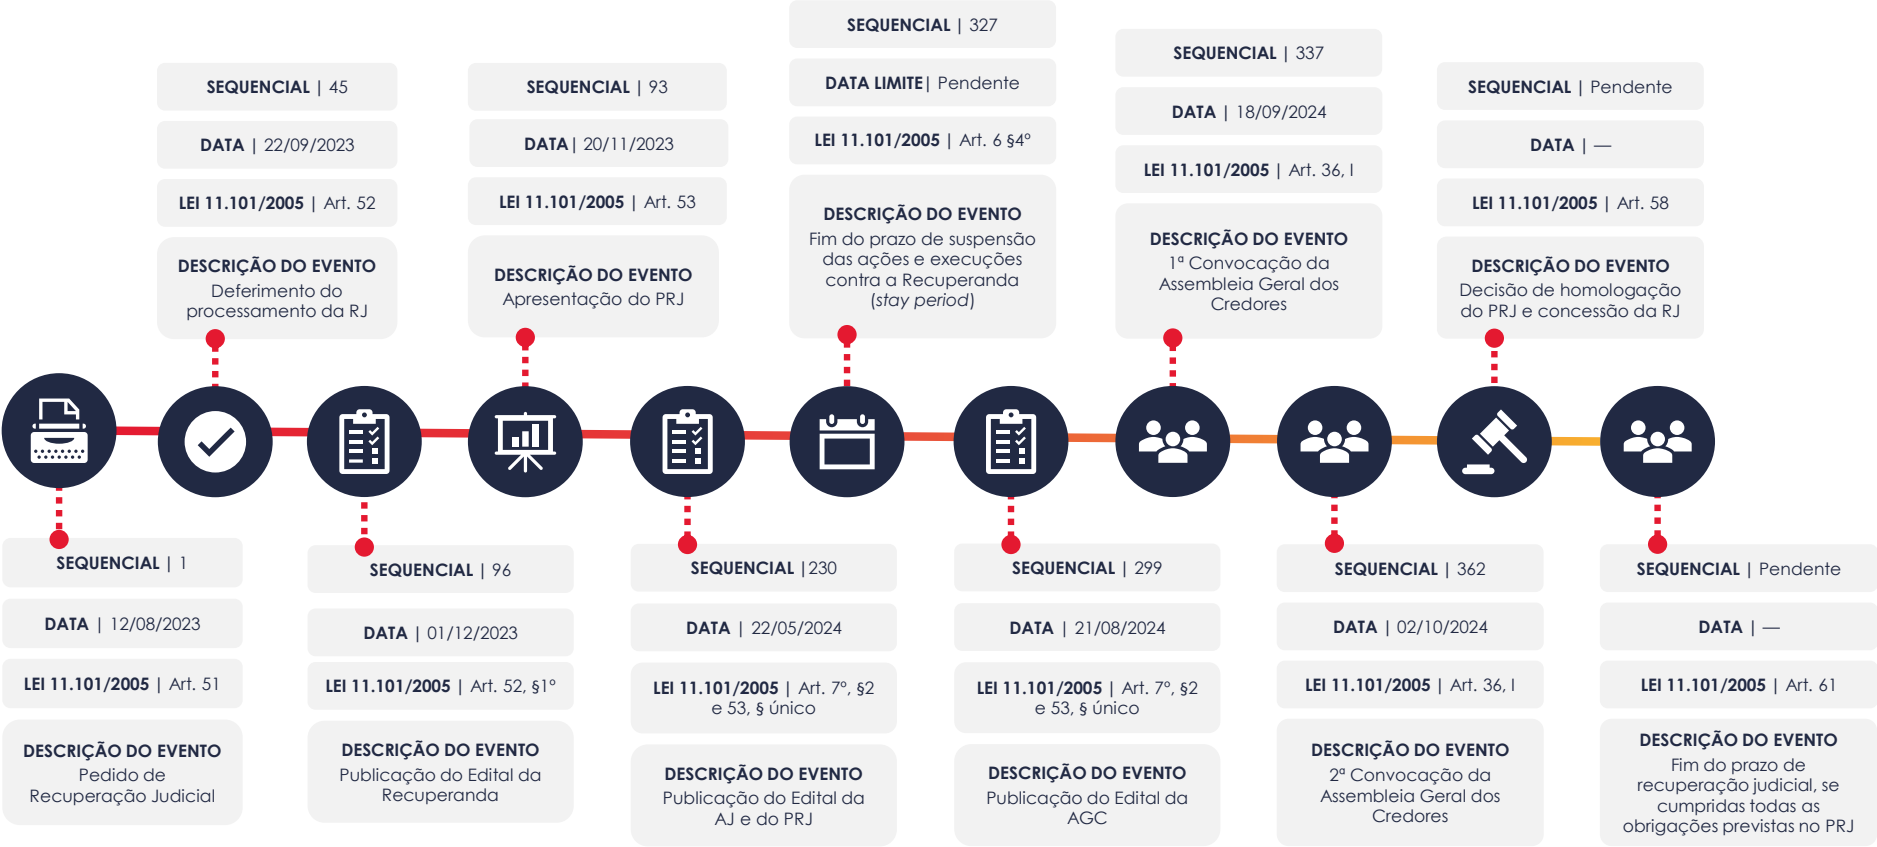 SEQUENCIAL | 1
DATA | 12/08/2023
LEI 11.101/2005 | Art. 51
DESCRIÇÃO DO EVENTO
Pedido de
Recuperação Judicial
SEQUENCIAL | 45
DATA | 22/09/2023
LEI 11.101/2005 | Art. 52
DESCRIÇÃO DO EVENTO
Deferimento do
processamento da RJ
SEQUENCIAL | 96
DATA | 01/12/2023
LEI 11.101/2005 | Art. 52, §1º
DESCRIÇÃO DO EVENTO
Publicação do Edital da
Recuperanda
SEQUENCIAL | 93
DATA| 20/11/2023
LEI 11.101/2005 | Art. 53
DESCRIÇÃO DO EVENTO
Apresentação do PRJ
SEQUENCIAL |230
DATA | 22/05/2024
LEI 11.101/2005 | Art. 7º, §2
e 53, § único
DESCRIÇÃO DO EVENTO
Publicação do Edital da
AJ e do PRJ
SEQUENCIAL | 327
DATA LIMITE| Pendente
LEI 11.101/2005 | Art. 6 §4º
DESCRIÇÃO DO EVENTO
Fim do prazo de suspensão
das ações e execuções
contra a Recuperanda
(stay period)
SEQUENCIAL | 299
DATA | 21/08/2024
LEI 11.101/2005 | Art. 7º, §2
e 53, § único
DESCRIÇÃO DO EVENTO
Publicação do Edital da
AGC
SEQUENCIAL | 337
DATA | 18/09/2024
LEI 11.101/2005 | Art. 36, I
DESCRIÇÃO DO EVENTO
1ª Convocação da
Assembleia Geral dos
Credores
SEQUENCIAL | 362
DATA | 02/10/2024
LEI 11.101/2005 | Art. 36, I
DESCRIÇÃO DO EVENTO
2ª Convocação da
Assembleia Geral dos
Credores
SEQUENCIAL | Pendente
DATA | —
LEI 11.101/2005 | Art. 58
DESCRIÇÃO DO EVENTO
Decisão de homologação
do PRJ e concessão da RJ
SEQUENCIAL | Pendente
DATA | —
LEI 11.101/2005 | Art. 61
DESCRIÇÃO DO EVENTO
Fim do prazo de
recuperação judicial, se
cumpridas todas as
obrigações previstas no PRJ